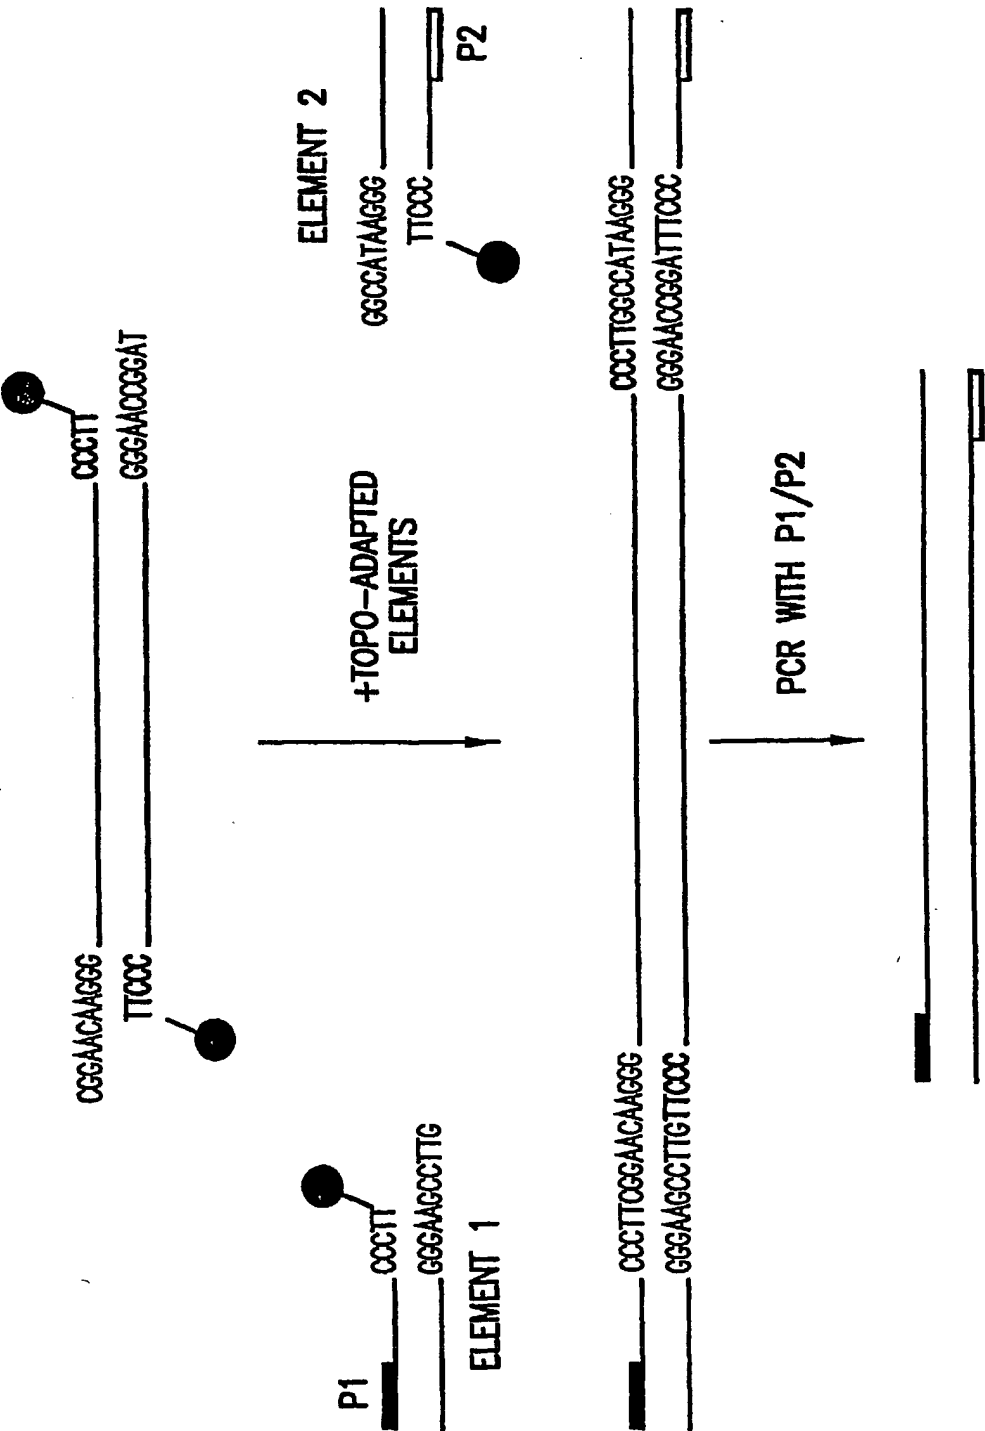 CGGAACAAGGG
CCCTT
TTCCC
GGGAACCGGAT
P1
CCCTT
GGGAAGCCTTG
ELEMENT 1
+TOPO-ADAPTED
ELEMENTS
ELEMENT 2
GGCCATAAGGG
TTCCC
P2
CCCTTCGGAACAAGGG
CCCTTGGCCATAAGGG
GGGAAGCCTTGTTCCC
GGGAACCGGATTTCCC
PCR WITH P1/P2